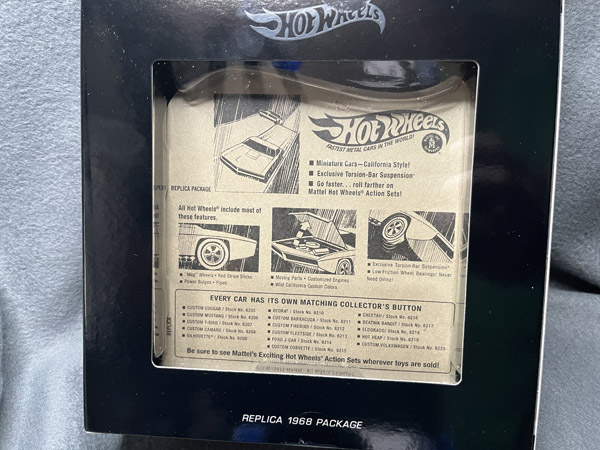 Hot Wheels
Hot Wheels
FASTEST METAL CARS IN THE WORLD!
■ Miniature Cars—California Style!
■ Exclusive Torsion-Bar Suspension
■ Go faster... roll farther on
Mattel Hot Wheels® Action Sets!
REPLICA PACKAGE
All Hot Wheels® include most of
these features.
■ "Mag" Wheels • Red Stripe Slicks
■ Power Bulges • Pipes
■ Moving Parts • Customized Engines
■ Wild California Custom Colors
■ Exclusive Torsion-Bar Suspension
■ Low-Friction Wheel Bearings! Never
Need Oiling!
EVERY CAR HAS ITS OWN MATCHING COLLECTOR'S BUTTON
■ CUSTOM COUGAR / Stock No. 6205
■ CUSTOM MUSTANG / Stock No. 6206
■ CUSTOM T-BIRD / Stock No. 6207
■ CUSTOM CAMARO / Stock No. 6208
■ SILHOUETTE / Stock No. 6209
■ DEORA / Stock No. 6210
■ CUSTOM BARRACUDA / Stock No. 6211
■ CUSTOM FIREBIRD / Stock No. 6212
■ CUSTOM FLEETSIDE / Stock No. 6213
■ FORD J-CAR / Stock No. 6214
■ CUSTOM CORVETTE / Stock No. 6215
■ CHEETAH / Stock No. 6216
■ BEATNIK BANDIT / Stock No. 6217
■ ELDORADO / Stock No. 6218
■ HOT HEAP / Stock No. 6219
■ CUSTOM VOLKSWAGEN / Stock No. 6220
Be sure to see Mattel's Exciting Hot Wheels® Action Sets wherever toys are sold!
REPLICA
REPLICA 1968 PACKAGE